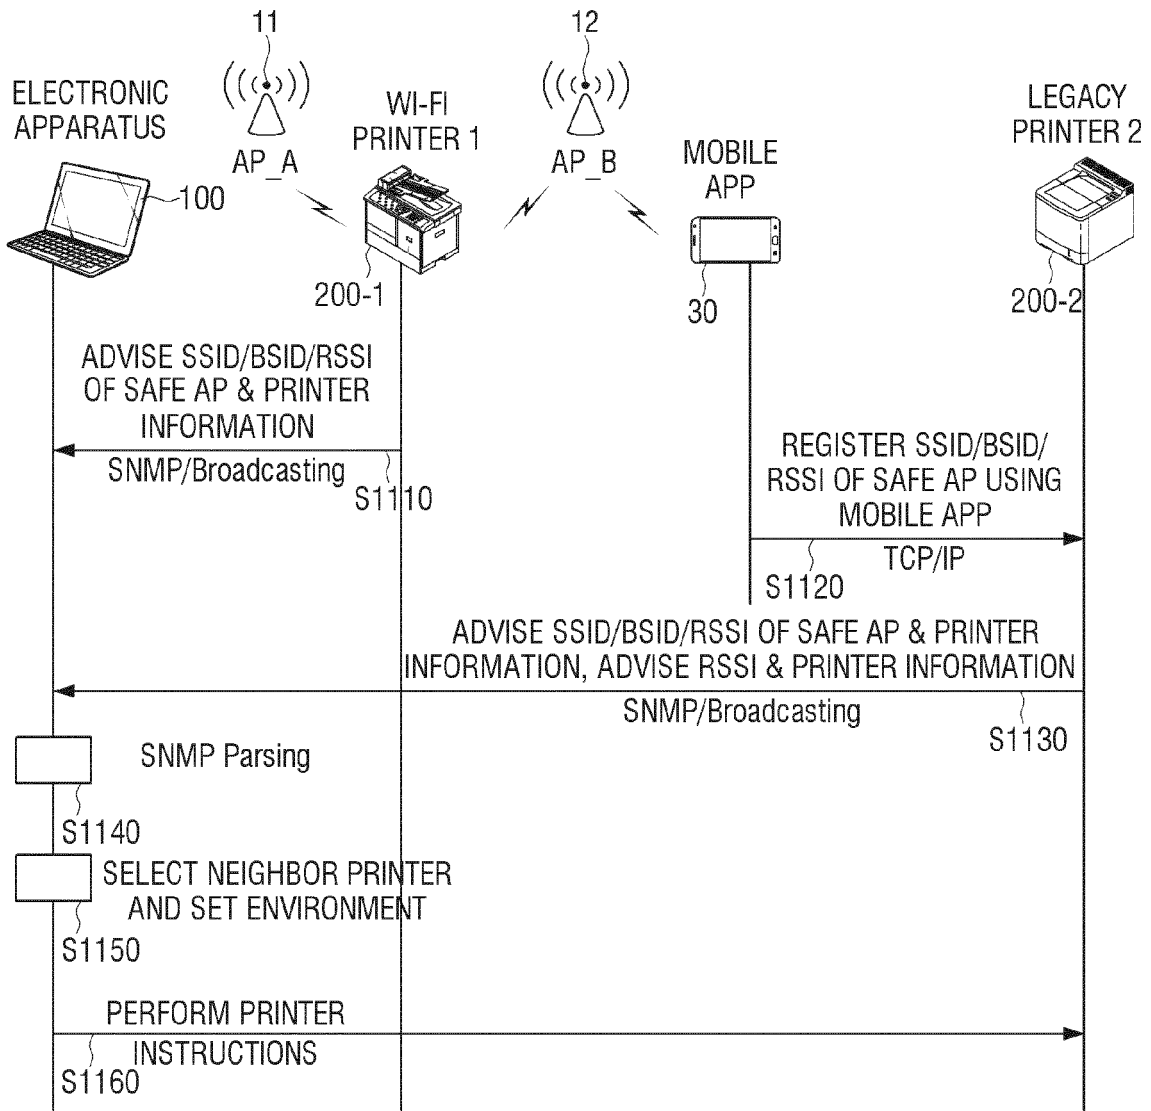 11
12
ELECTRONIC
APPARATUS
AP_A
WI-FI
PRINTER 1
AP_B
MOBILE
APP
LEGACY
PRINTER 2
100
200-1
30
200-2
ADVISE SSID/BSID/RSSI
OF SAFE AP & PRINTER
INFORMATION
SNMP/Broadcasting
S1110
REGISTER SSID/BSID/
RSSI OF SAFE AP USING
MOBILE APP
TCP/IP
S1120
ADVISE SSID/BSID/RSSI OF SAFE AP & PRINTER
INFORMATION, ADVISE RSSI & PRINTER INFORMATION
SNMP/Broadcasting
S1130
SNMP Parsing
S1140
SELECT NEIGHBOR PRINTER
AND SET ENVIRONMENT
S1150
PERFORM PRINTER
INSTRUCTIONS
S1160